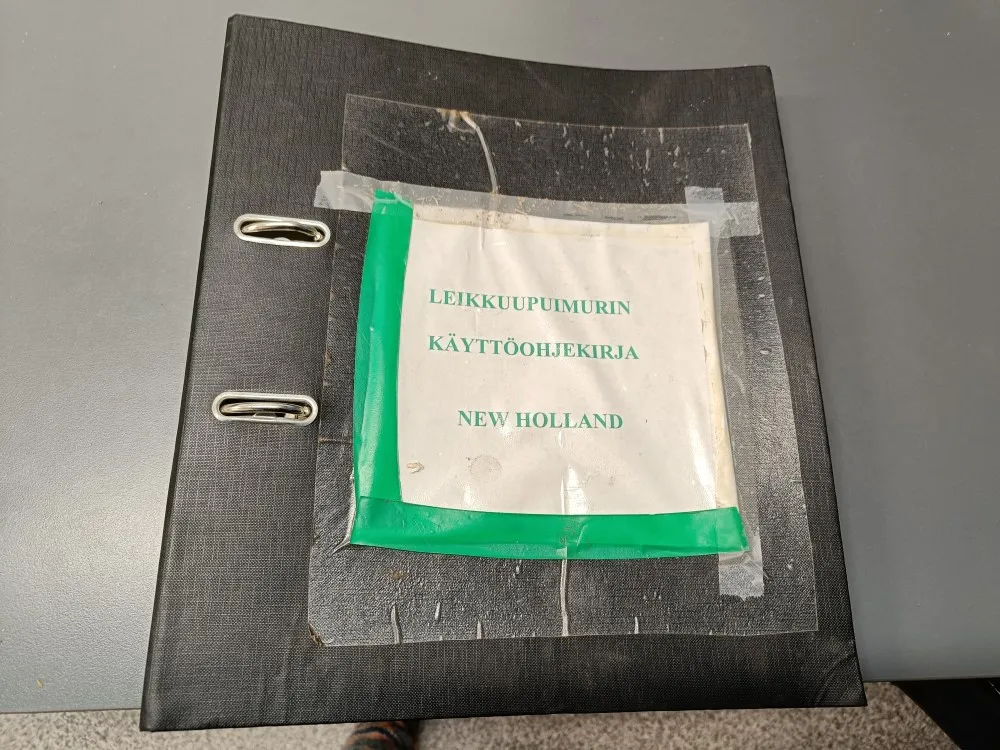 LEIKKUUPUIMURIN
KÄYTTÖOHJEKIRJA
NEW HOLLAND